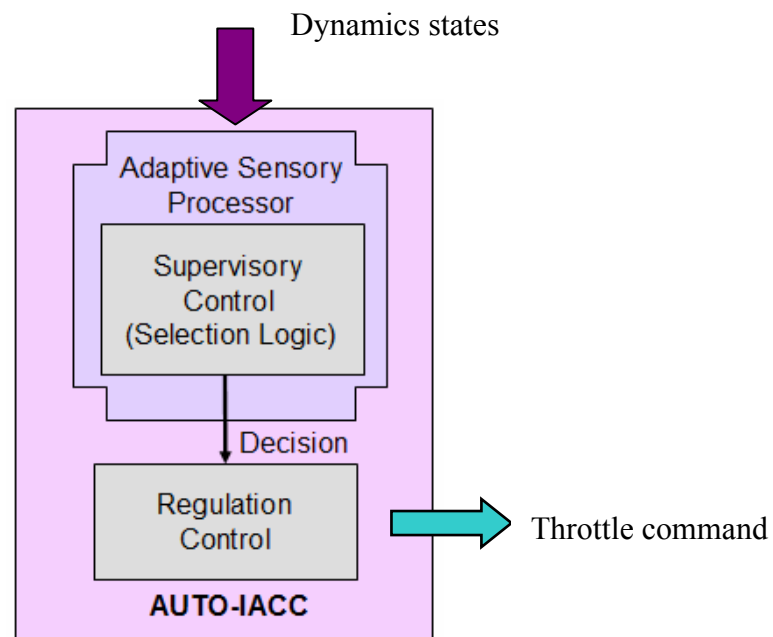 Dynamics states
Adaptive Sensory
Processor
Supervisory
Control
(Selection Logic)
Decision
Regulation
Control
Throttle command
AUTO-IACC